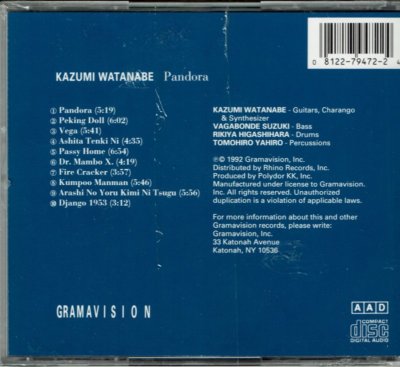 0 8122-79472-2 4
KAZUMI WATANABE Pandora
① Pandora (5:19)
② Peking Doll (6:02)
③ Vega (5:41)
④ Ashita Tenki Ni (4:35)
⑤ Passy Home (6:54)
⑥ Dr. Mambo X. (4:19)
⑦ Fire Cracker (3:57)
⑧ Kumpoo Manman (5:46)
⑨ Arashi No Yoru Kimi Ni Tsugu (5:56)
⑩ Django 1953 (3:12)
KAZUMI WATANABE - Guitars, Charango
& Synthesizer
VAGABONDE SUZUKI - Bass
RIKIYA HIGASHIHARA - Drums
TOMOHIRO YAHIRO - Percussions
℗ © 1992 Gramavision, Inc.
Distributed by Rhino Records, Inc.
Produced by Polydor KK, Inc.
Manufactured under license to Gramavision,
Inc. All rights reserved. Unauthorized
duplication is a violation of applicable laws.
For more information about this and other
Gramavision records, please write:
Gramavision, Inc.
33 Katonah Avenue
Katonah, NY 10536
GRAMAVISION
AAD
COMPACT
disc
DIGITAL AUDIO